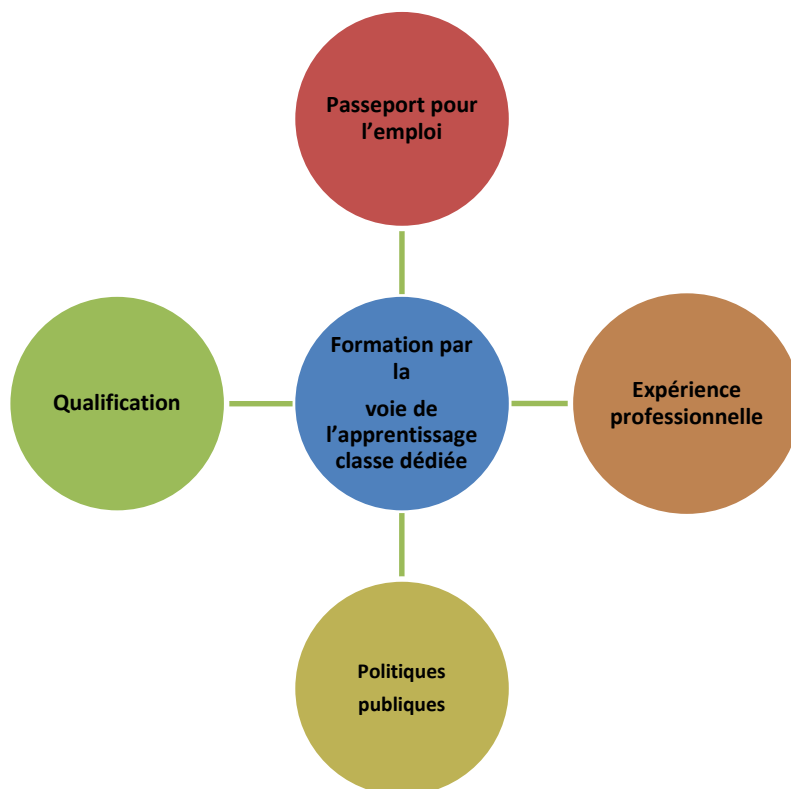 Passeport pour
l’emploi
Qualification
Formation par
la
voie de
l’apprentissage
classe dédiée
Expérience
professionnelle
Politiques
publiques